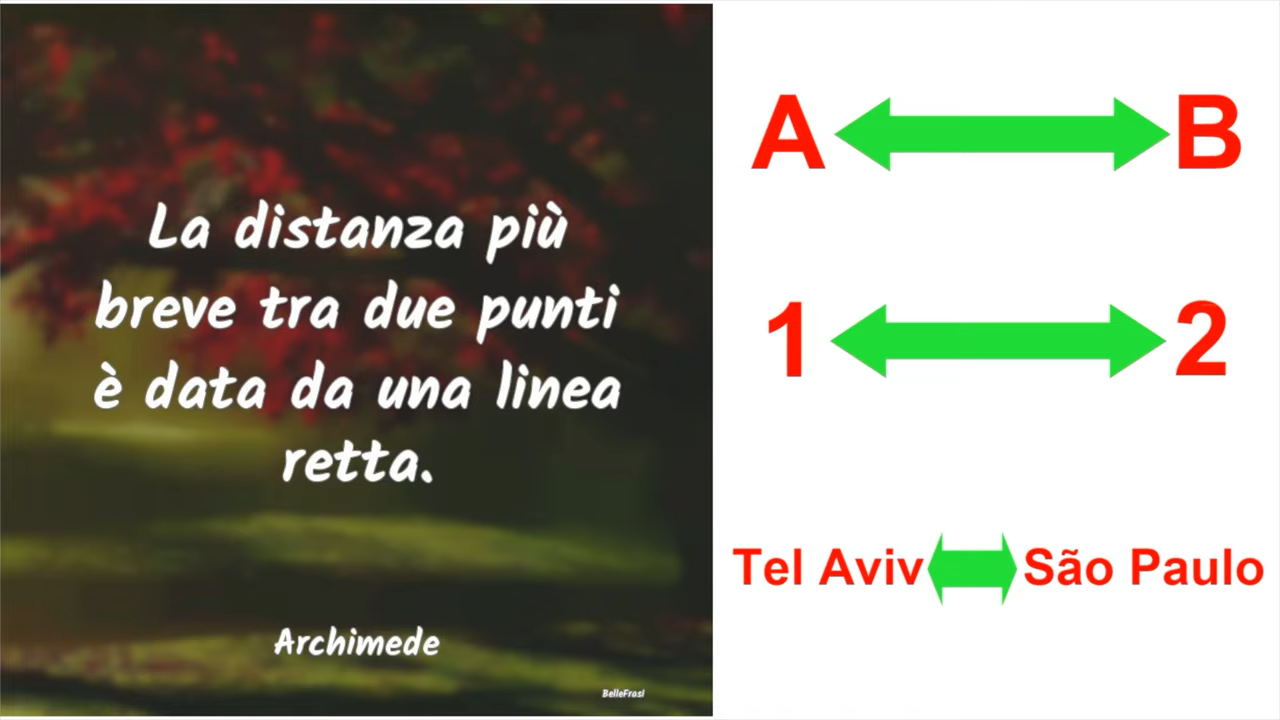 La distanza più
breve tra due punti
è data da una linea
retta.
Archimede
BelleFrasi
A B
1 2
Tel Aviv São Paulo